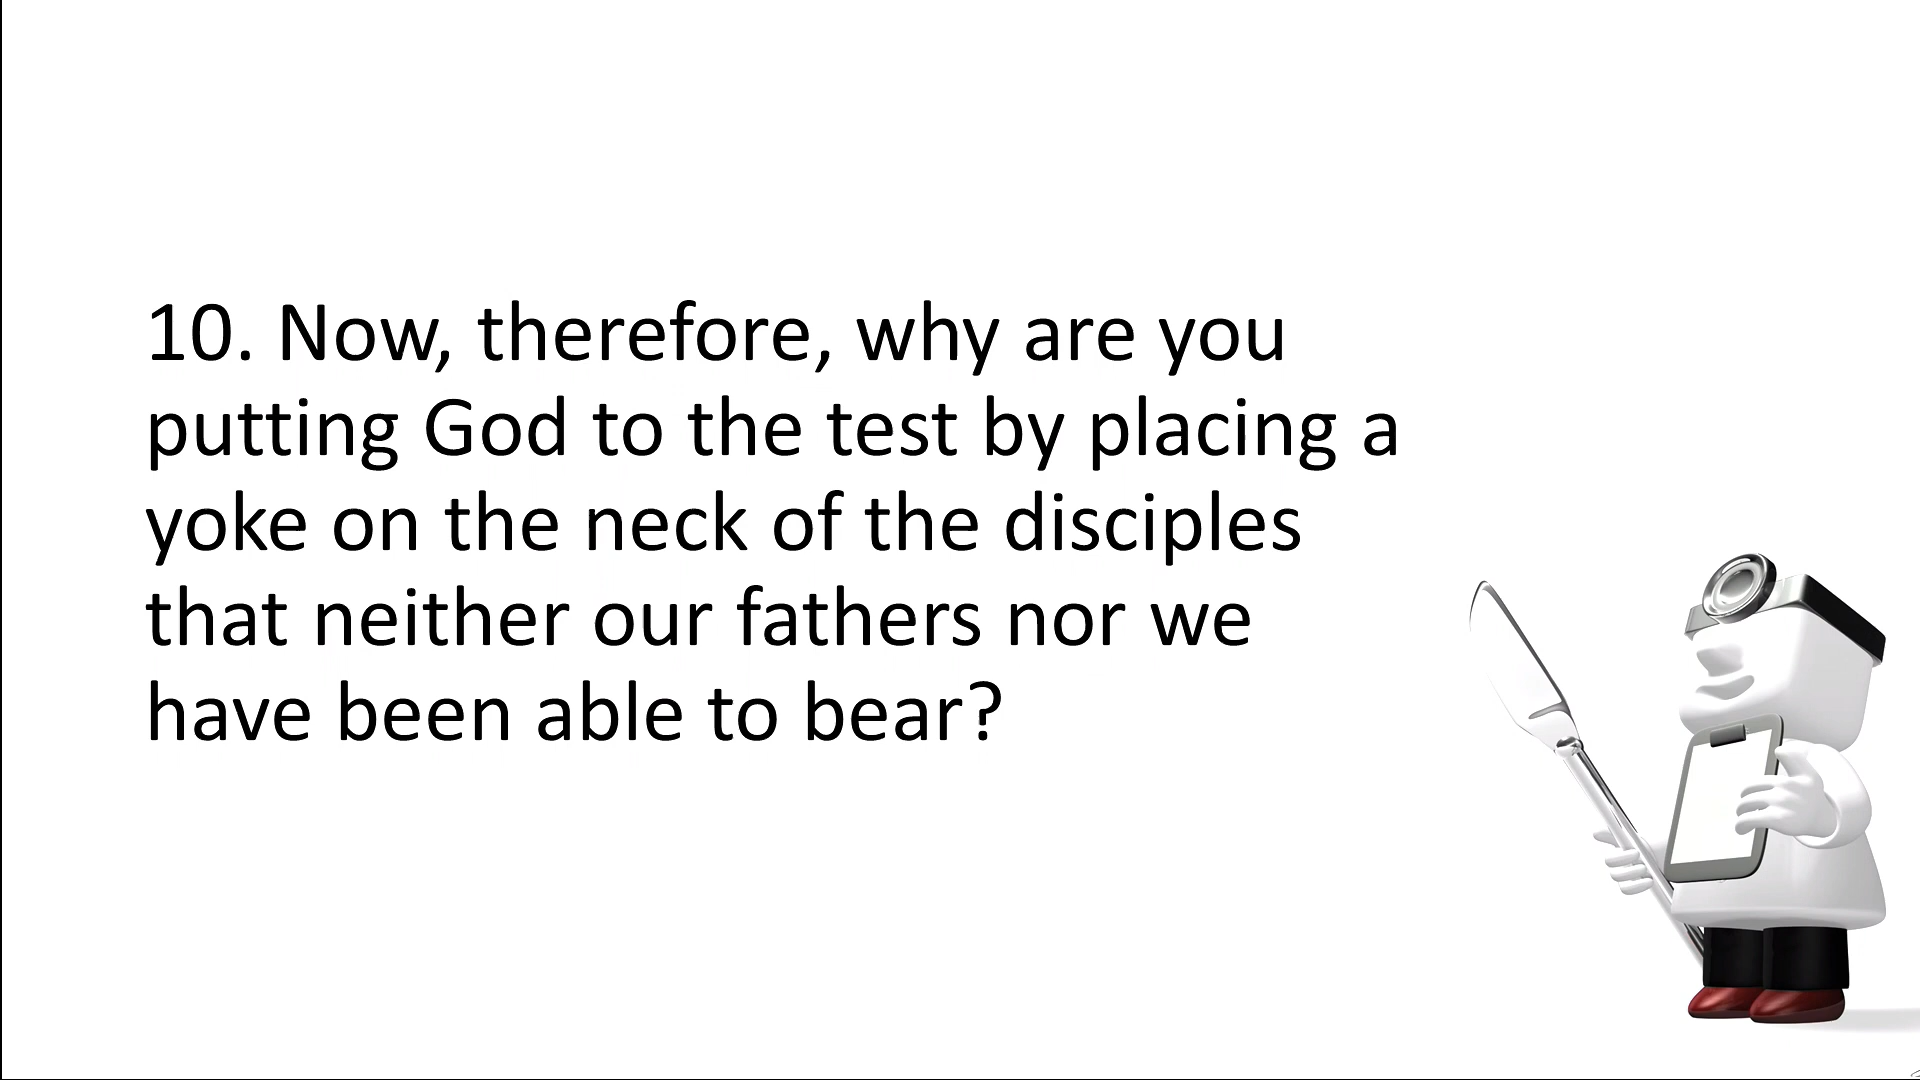 10. Now, therefore, why are you
putting God to the test by placing a
yoke on the neck of the disciples
that neither our fathers nor we
have been able to bear?